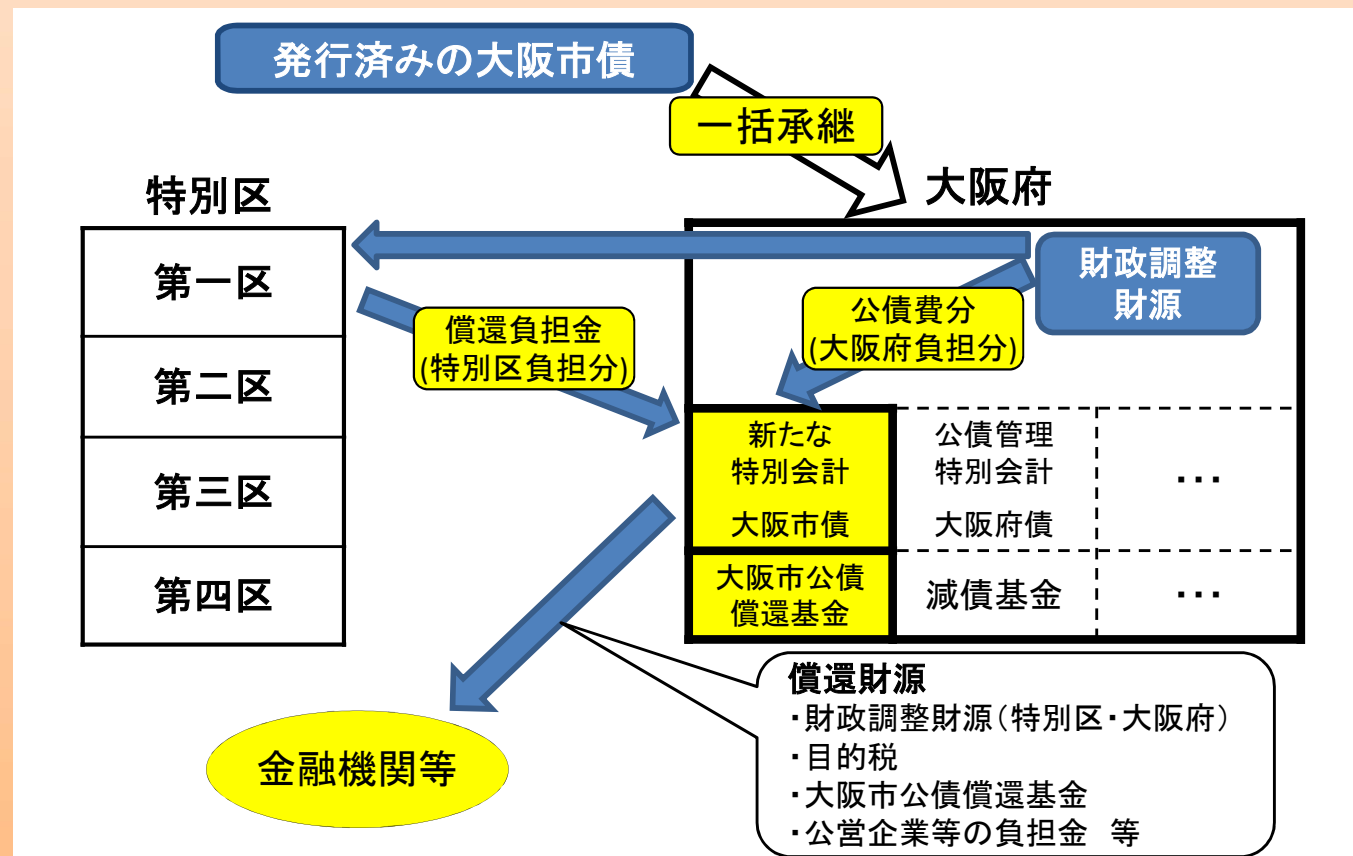 発行済みの大阪市債
一括承継
特別区
大阪府
第一区
第二区
第三区
第四区
財政調整
財源
償還負担金
(特別区負担分)
公債費分
(大阪府負担分)
新たな
特別会計
大阪市債
公債管理
特別会計
大阪府債
･･･
大阪市公債
償還基金
減債基金
･･･
金融機関等
償還財源
・財政調整財源（特別区・大阪府）
・目的税
・大阪市公債償還基金
・公営企業等の負担金　等